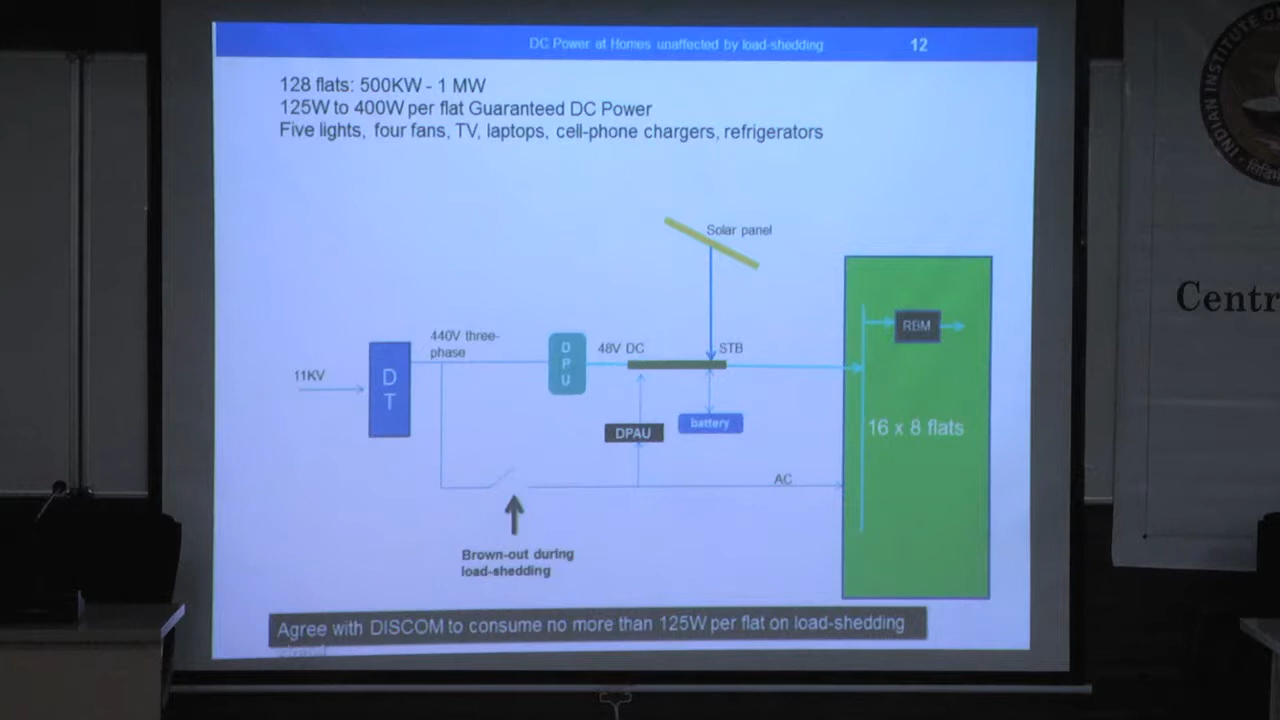 DC Power at Homes unaffected by load-shedding 12
128 flats: 500KW - 1 MW
125W to 400W per flat Guaranteed DC Power
Five lights, four fans, TV, laptops, cell-phone chargers, refrigerators
Solar panel
440V three-
phase
11KV
D
T
D
P
U
48V DC
STB
RBM
DPAU
battery
16 x 8 flats
AC
Brown-out during
load-shedding
Agree with DISCOM to consume no more than 125W per flat on load-shedding
INDIAN INSTITUTE
Centr